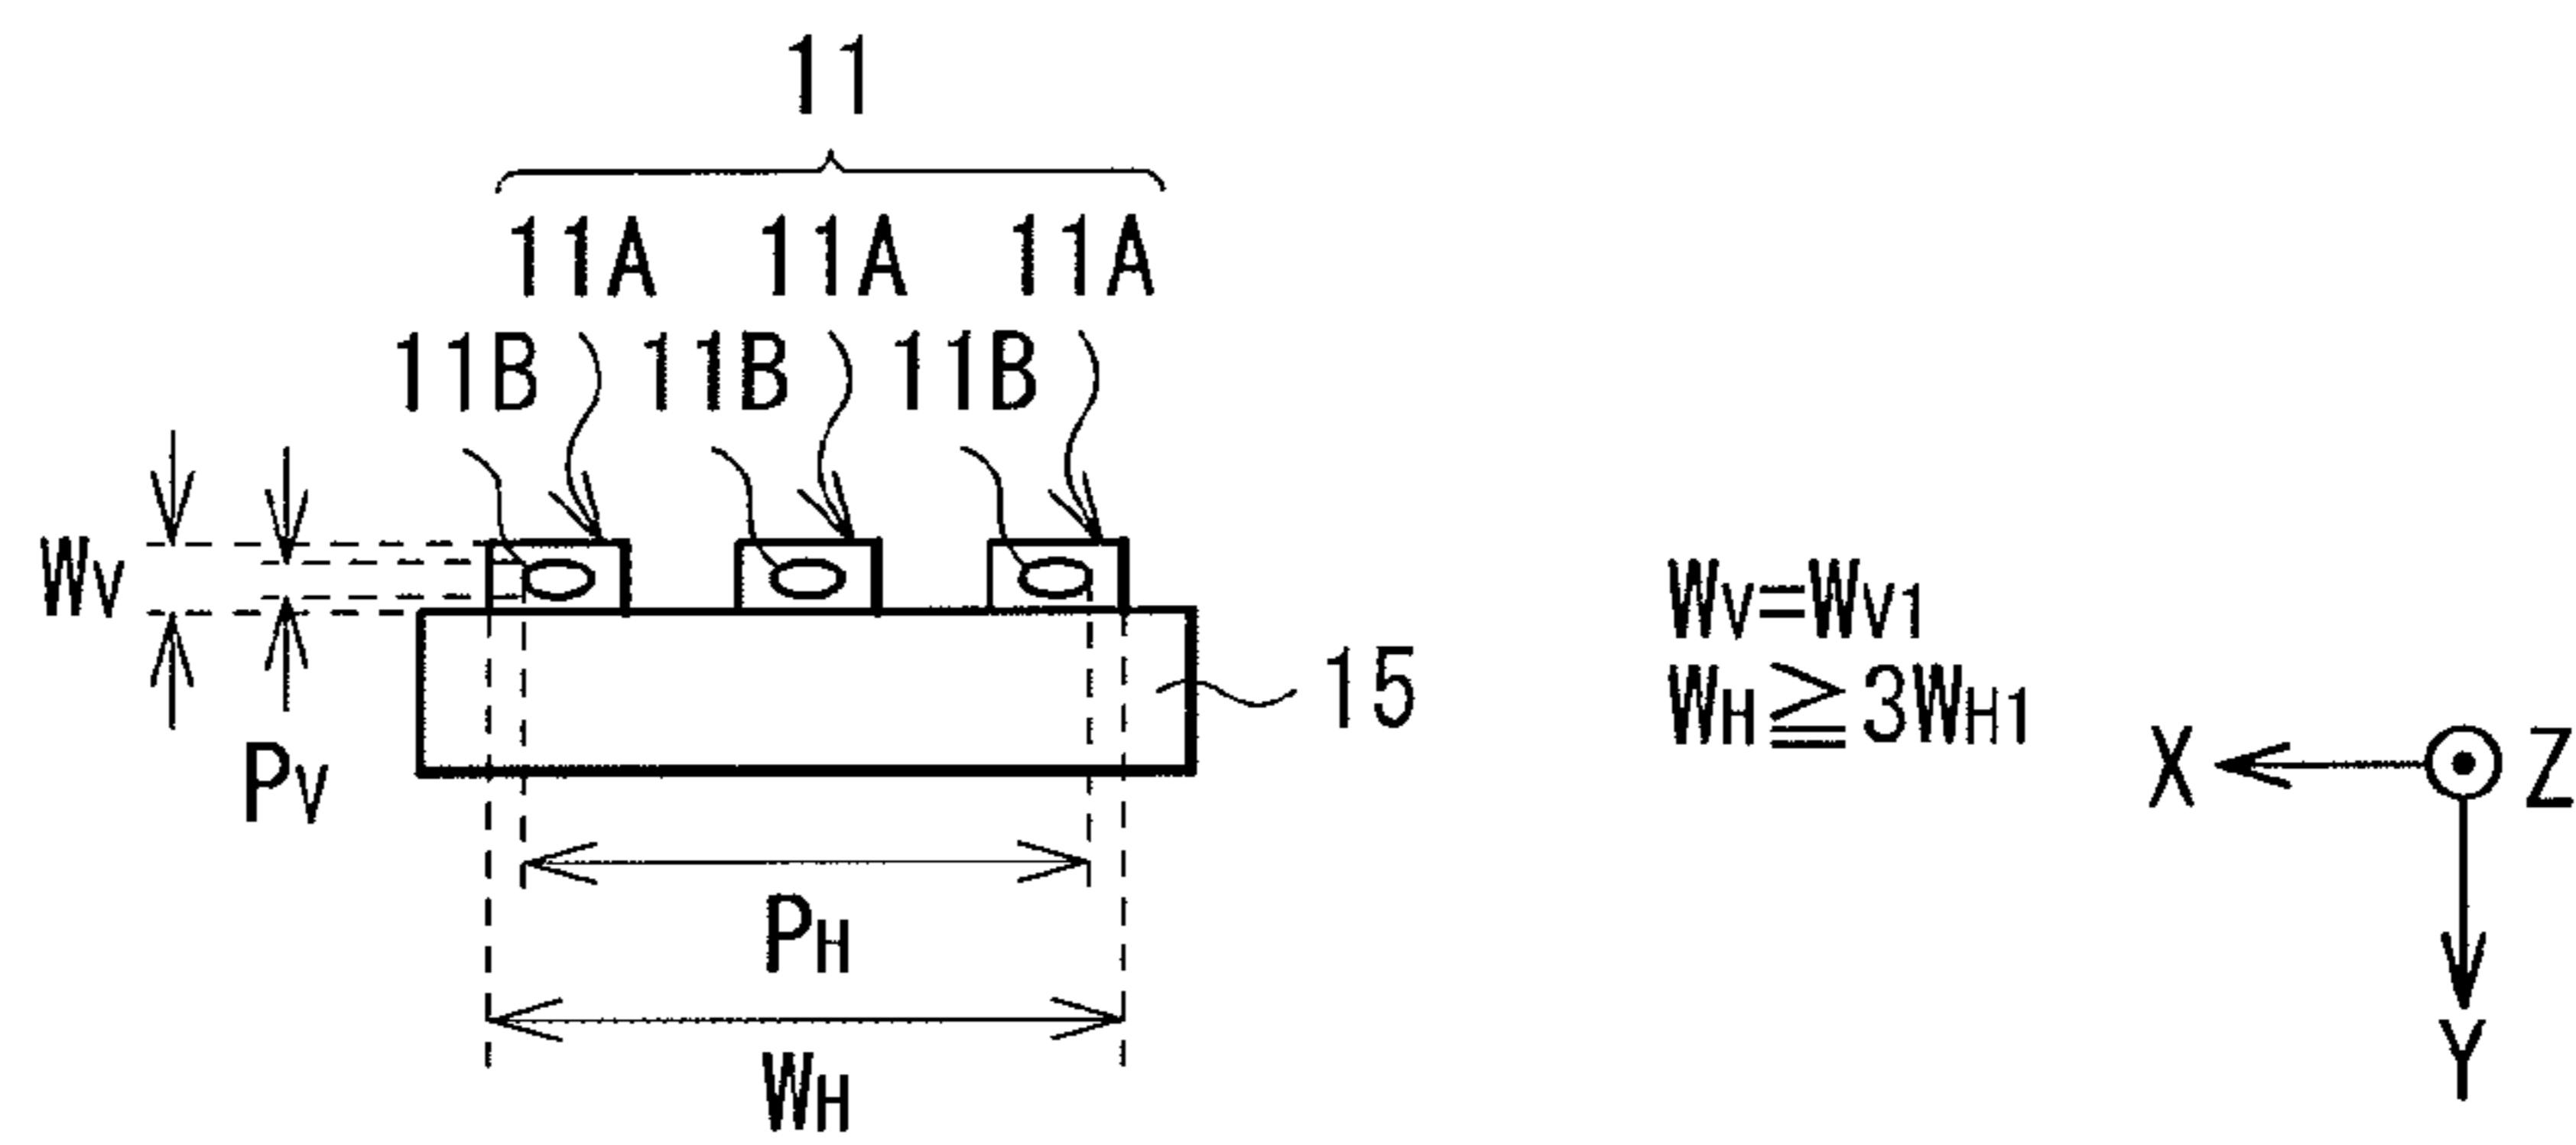 11
11A 11A 11A
11B 11B 11B
WV
PV
15
PH
WH
WV=WV1
WH≧3WH1
X Z
Y